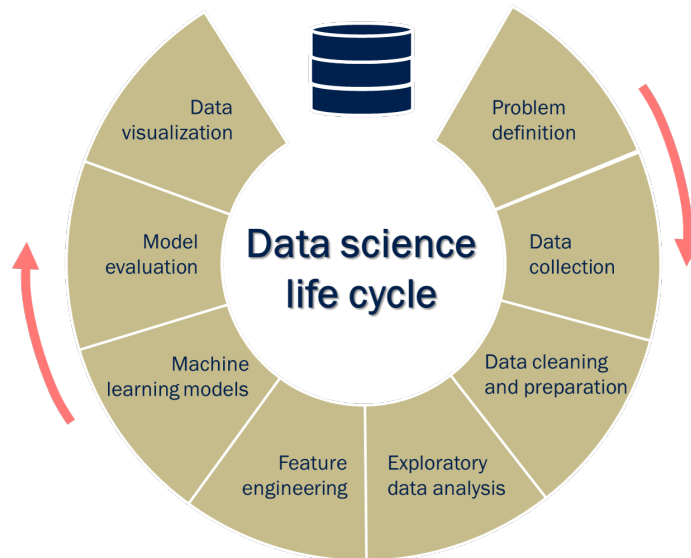 Data science
life cycle
Problem
definition
Data
collection
Data cleaning
and preparation
Exploratory
data analysis
Feature
engineering
Machine
learning models
Model
evaluation
Data
visualization